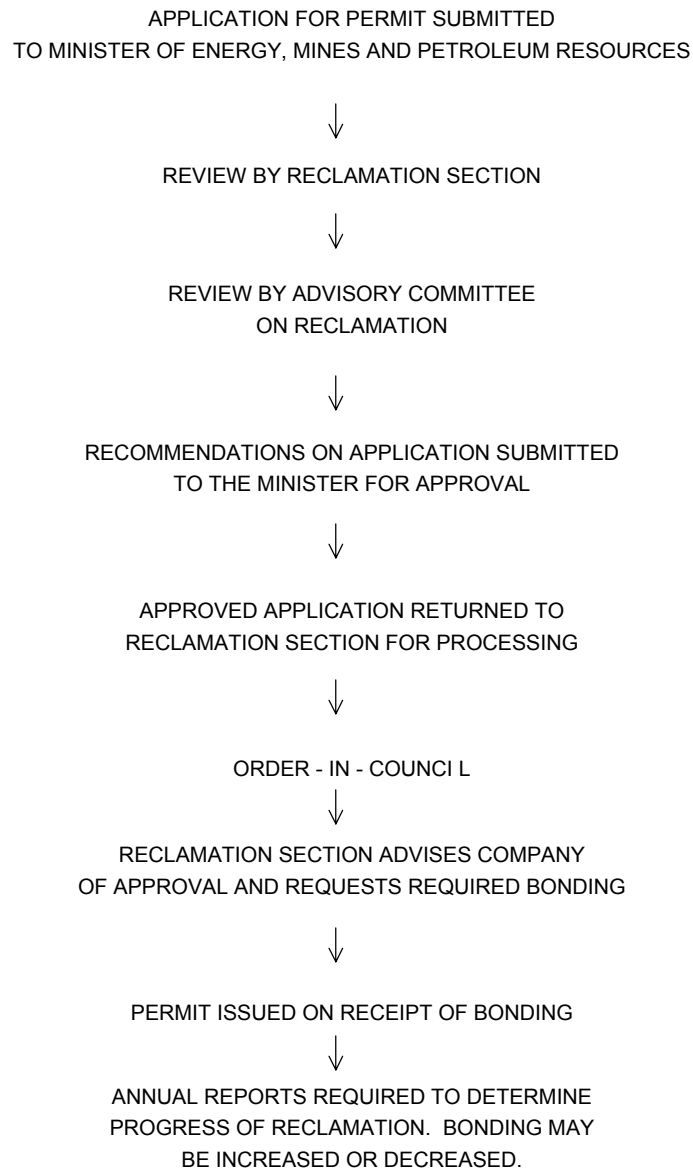 APPLICATION FOR PERMIT SUBMITTED
TO MINISTER OF ENERGY, MINES AND PETROLEUM RESOURCES
REVIEW BY RECLAMATION SECTION
REVIEW BY ADVISORY COMMITTEE
ON RECLAMATION
RECOMMENDATIONS ON APPLICATION SUBMITTED
TO THE MINISTER FOR APPROVAL
APPROVED APPLICATION RETURNED TO
RECLAMATION SECTION FOR PROCESSING
ORDER - IN - COUNCI L
RECLAMATION SECTION ADVISES COMPANY
OF APPROVAL AND REQUESTS REQUIRED BONDING
PERMIT ISSUED ON RECEIPT OF BONDING
ANNUAL REPORTS REQUIRED TO DETERMINE
PROGRESS OF RECLAMATION.  BONDING MAY
BE INCREASED OR DECREASED.